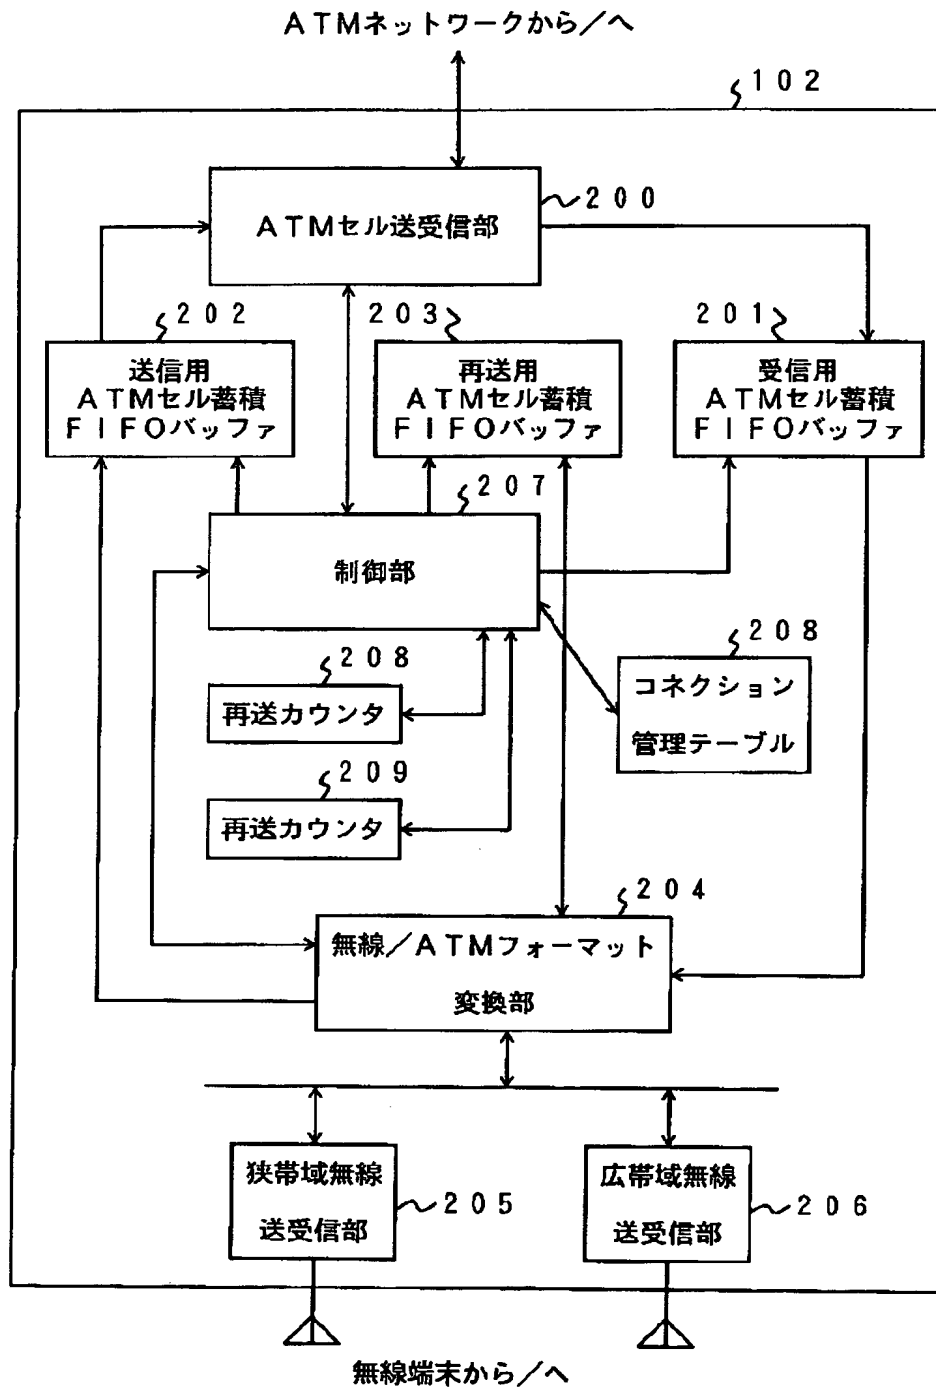 ATMネットワークから/へ
102
ATMセル送受信部
200
202
203
201
送信用
ATMセル蓄積
FIFOバッファ
再送用
ATMセル蓄積
FIFOバッファ
受信用
ATMセル蓄積
FIFOバッファ
207
制御部
208
再送カウンタ
208
コネクション
管理テーブル
209
再送カウンタ
204
無線/ATMフォーマット
変換部
狭帯域無線
送受信部
205
広帯域無線
送受信部
206
無線端末から/へ